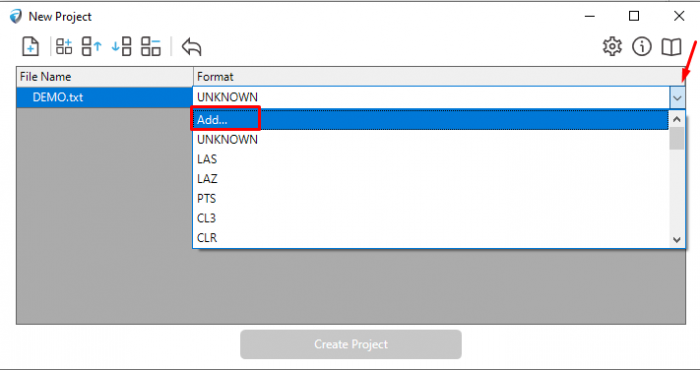 New Project
File Name Format
DEMO.txt UNKNOWN
Add...
UNKNOWN
LAS
LAZ
PTS
CL3
CLR
Create Project